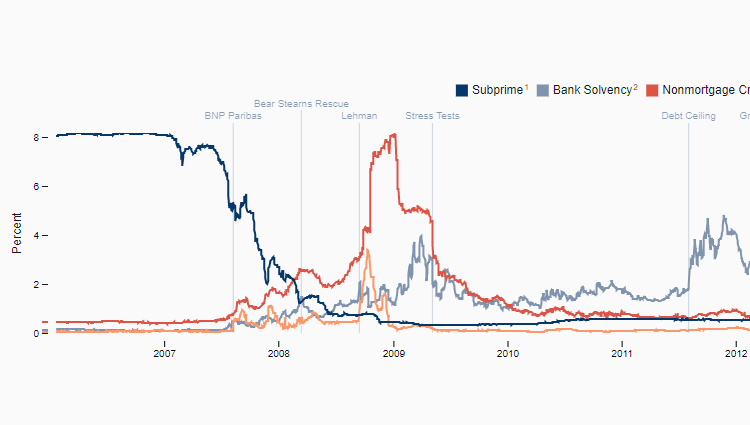 Subprime1 Bank Solvency2 Nonmortgage Cr
Bear Stearns Rescue
BNP Paribas Lehman Stress Tests Debt Ceiling Gr
8
6
4
2
1
0
Percent
2007 2008 2009 2010 2011 2012